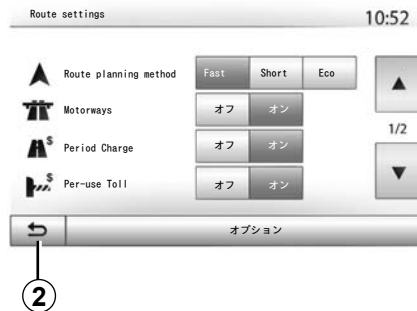 Route settings 10:52
Route planning method Fast Short Eco
Motorways オフ オン
$ Period Charge オフ オン
1/2
$ Per-use Toll オフ オン
オプション
2